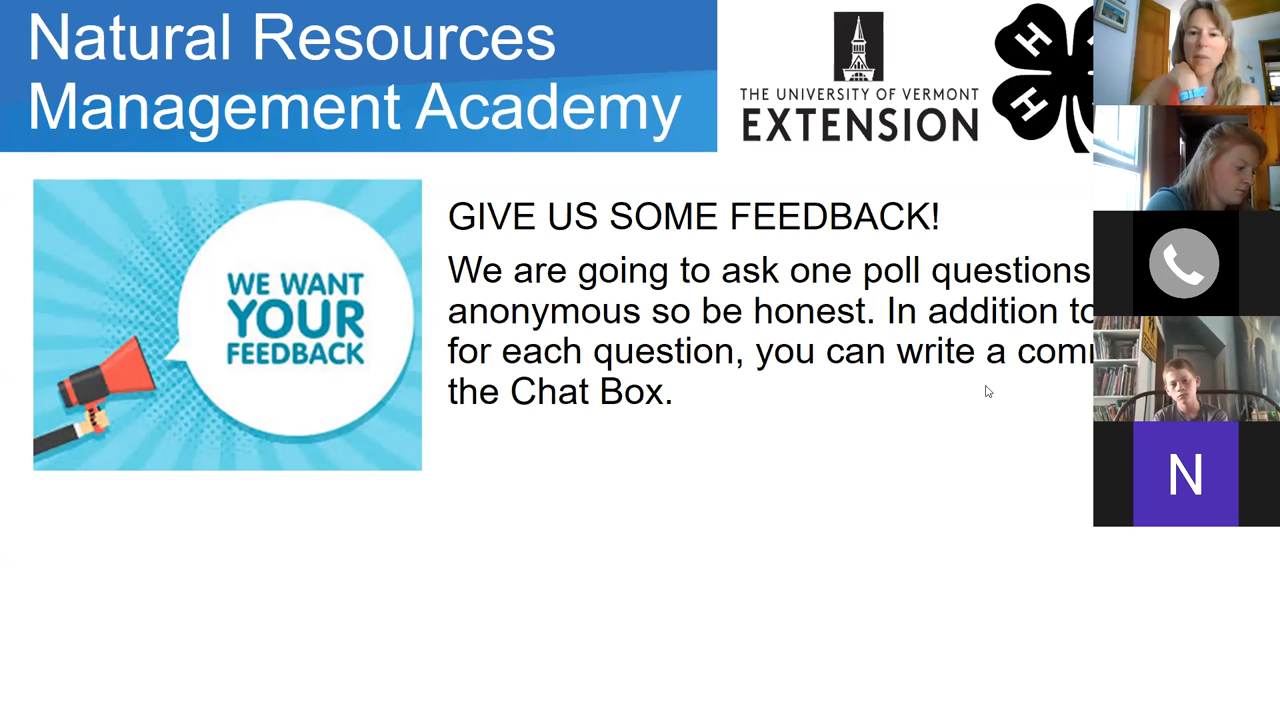 Natural Resources
Management Academy
THE UNIVERSITY OF VERMONT
EXTENSION
H
H
WE WANT
YOUR
FEEDBACK
GIVE US SOME FEEDBACK!
We are going to ask one poll questions
anonymous so be honest. In addition to
for each question, you can write a com
the Chat Box.
N